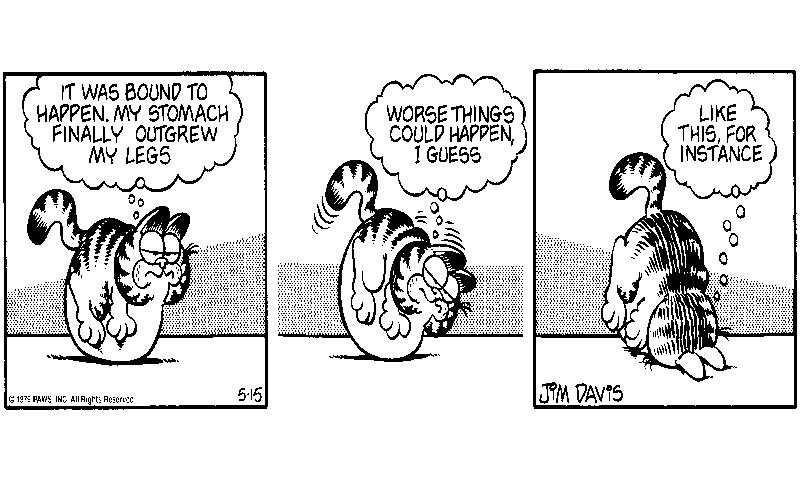 IT WAS BOUND TO
HAPPEN. MY STOMACH
FINALLY OUTGREW
MY LEGS
© 1979 PAWS, INC. All Rights Reserved
5-15
WORSE THINGS
COULD HAPPEN,
I GUESS
LIKE
THIS, FOR
INSTANCE
JIM DAVIS